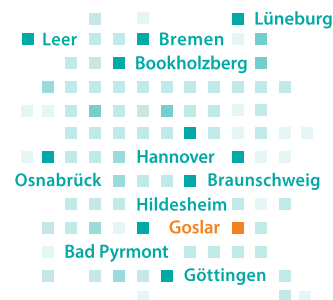 Lüneburg
Leer Bremen
Bookholzberg
Hannover
Osnabrück Braunschweig
Hildesheim
Goslar
Bad Pyrmont
Göttingen